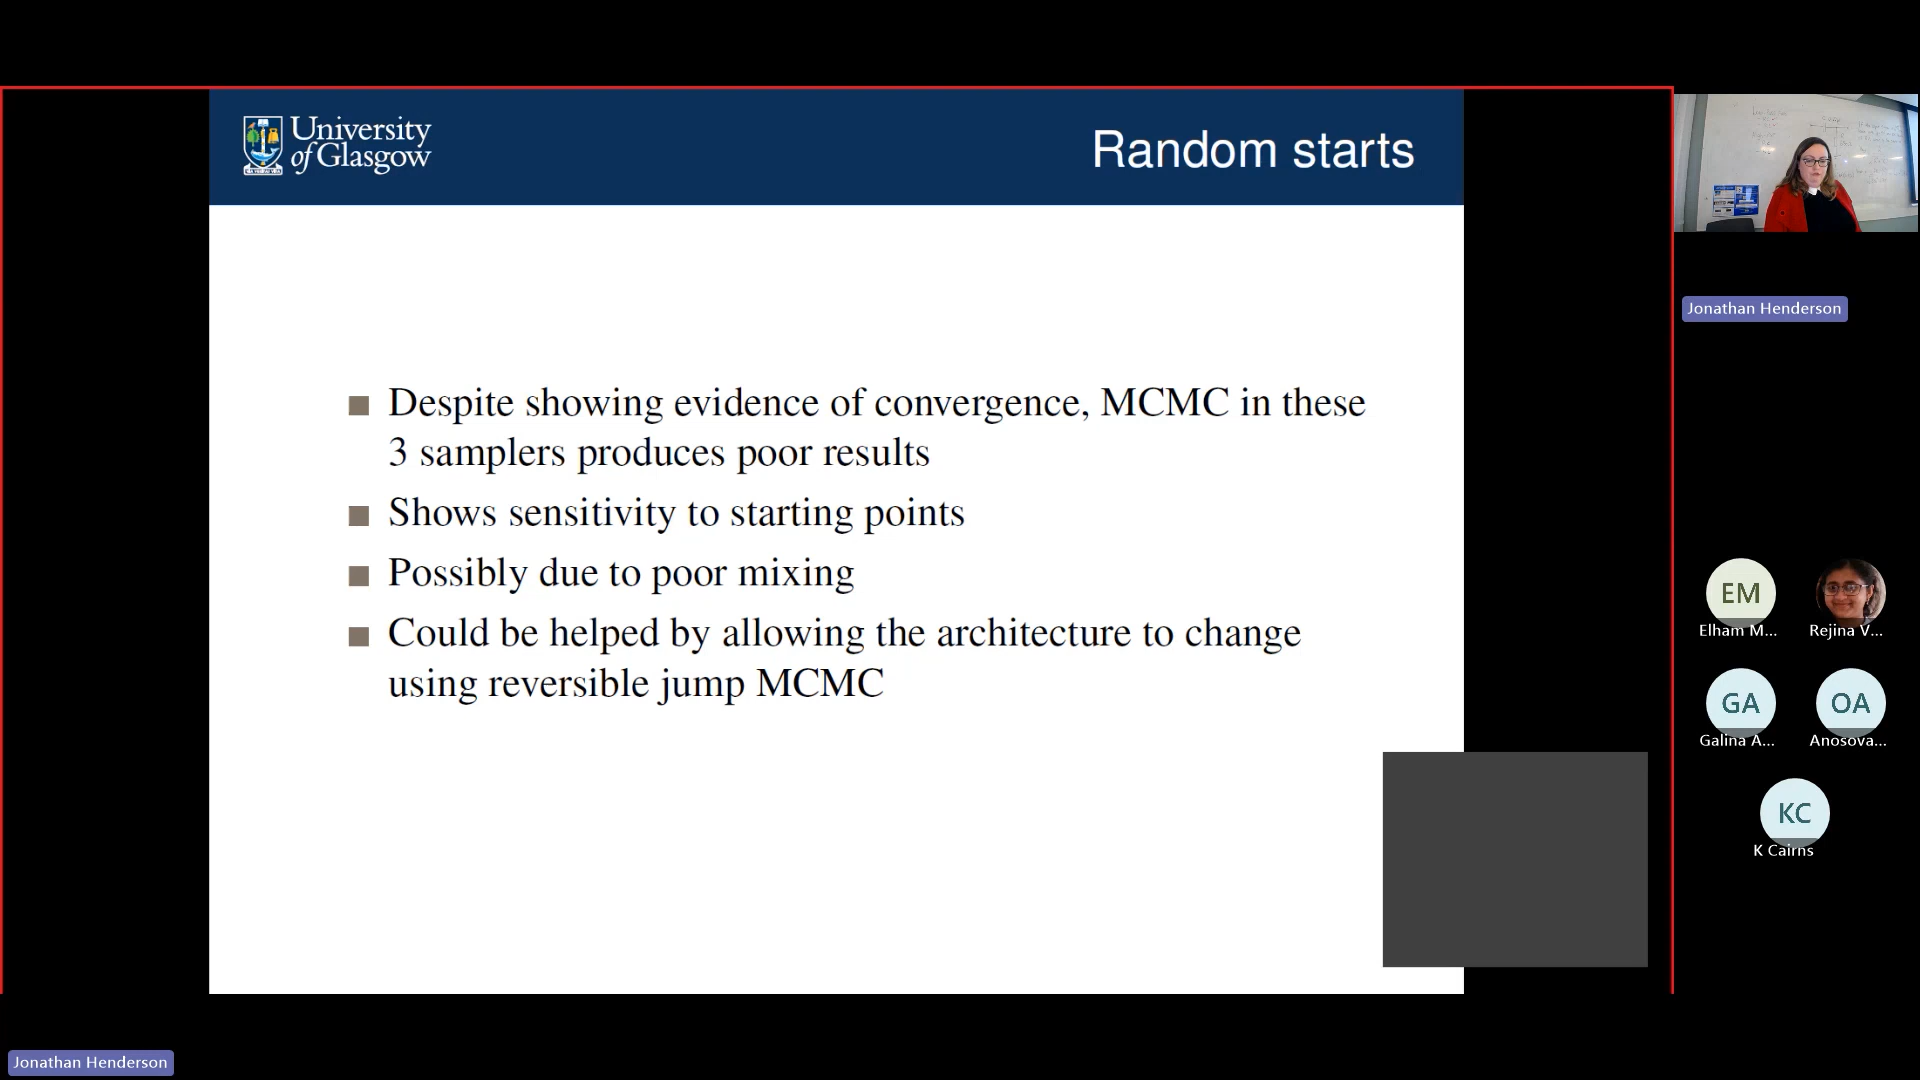 University
of Glasgow
Random starts
Despite showing evidence of convergence, MCMC in these
3 samplers produces poor results
Shows sensitivity to starting points
Possibly due to poor mixing
Could be helped by allowing the architecture to change
using reversible jump MCMC
Jonathan Henderson
EM
Elham M...
Rejina V...
GA
Galina A...
OA
Anosova...
KC
K Cairns
Jonathan Henderson